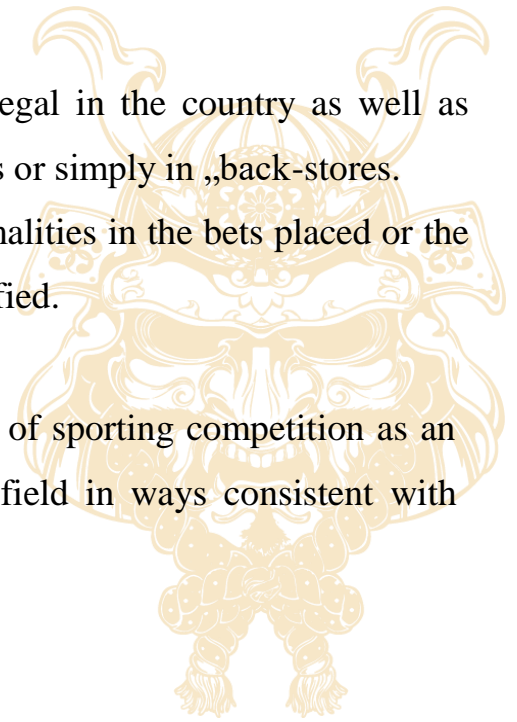 egal in the country as well as
s or simply in „back-stores.
nalities in the bets placed or the
fied.
of sporting competition as an
field in ways consistent with